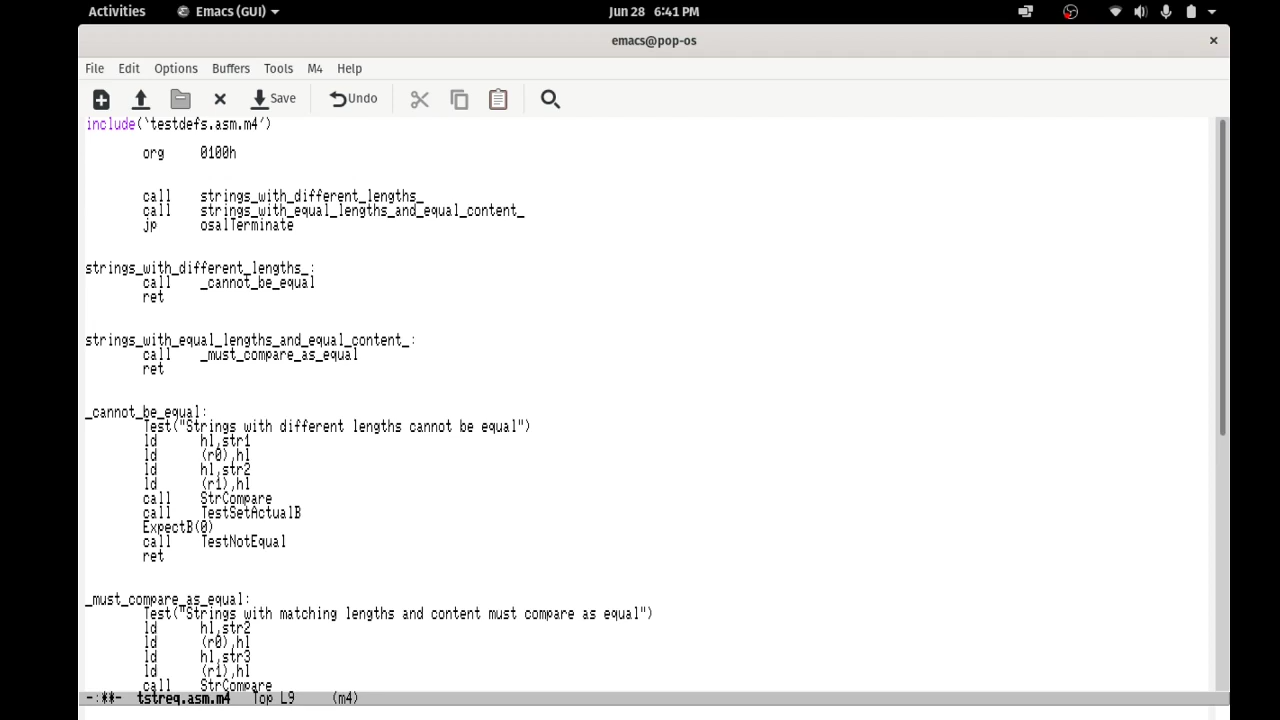 Activities Emacs (GUI) Jun 28 6:41 PM
emacs@pop-os
File Edit Options Buffers Tools M4 Help
Save Undo
include(`testdefs.asm.m4')
org 0100h
call strings_with_different_lengths_
call strings_with_equal_lengths_and_equal_content_
jp osalTerminate
strings_with_different_lengths_:
call _cannot_be_equal
ret
strings_with_equal_lengths_and_equal_content_:
call _must_compare_as_equal
ret
_cannot_be_equal:
Test("Strings with different lengths cannot be equal")
ld hl,str1
ld (r0),hl
ld hl,str2
ld (r1),hl
call StrCompare
call TestSetActualB
ExpectB(0)
call TestNotEqual
ret
_must_compare_as_equal:
Test("Strings with matching lengths and content must compare as equal")
ld hl,str2
ld (r0),hl
ld hl,str3
ld (r1),hl
call StrCompare
-:**- tstreq.asm.m4 Top L9 (m4)